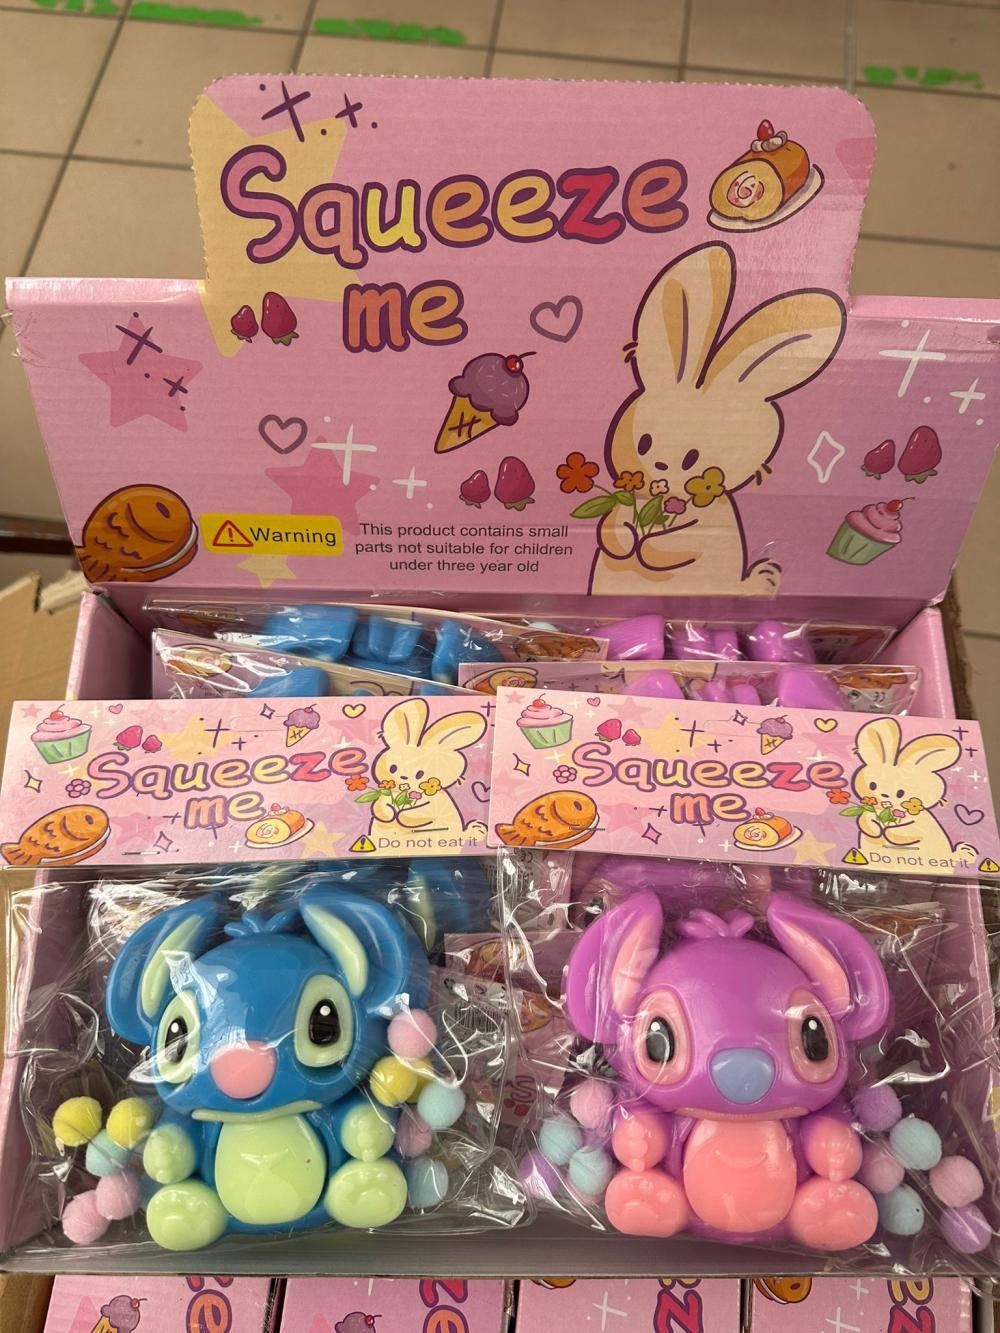 Squeeze
me
Warning
This product contains small
parts not suitable for children
under three year old
Squeeze
me
Do not eat it
Squeeze
me
Do not eat it